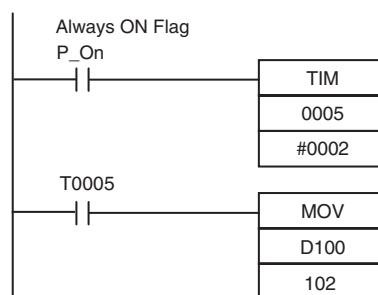 Always ON Flag
P_On
TIM
0005
#0002
T0005
MOV
D100
102